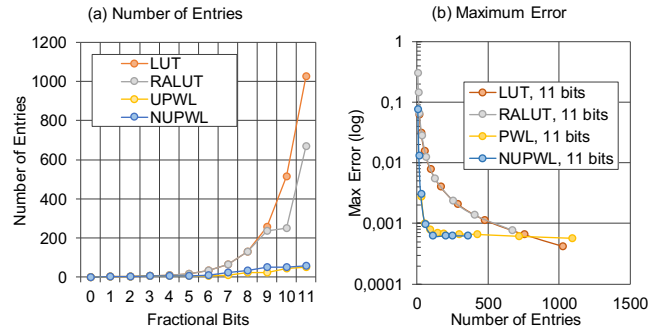 (a) Number of Entries
1200
1000
800
600
400
200
0
Number of Entries
LUT
RALUT
UPWL
NUPWL
0 1 2 3 4 5 6 7 8 9 10 11
Fractional Bits
(b) Maximum Error
1
0,1
0,01
0,001
0,0001
Max Error (log)
LUT, 11 bits
RALUT, 11 bits
PWL, 11 bits
NUPWL, 11 bits
0 500 1000 1500
Number of Entries